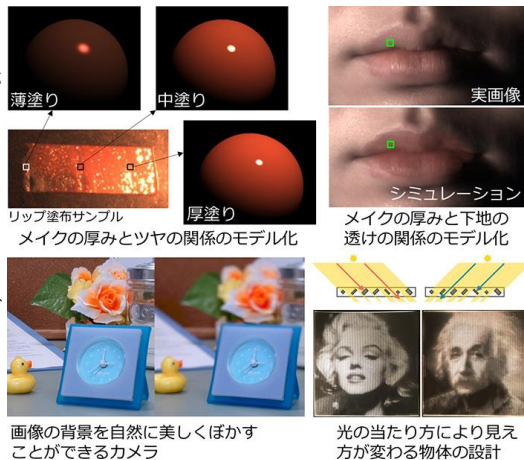 薄塗り
中塗り
実画像
厚塗り
シミュレーション
リップ塗布サンプル
メイクの厚みとツヤの関係のモデル化
メイクの厚みと下地の
透けの関係のモデル化
画像の背景を自然に美しくぼかす
ことができるカメラ
光の当たり方により見え
方が変わる物体の設計